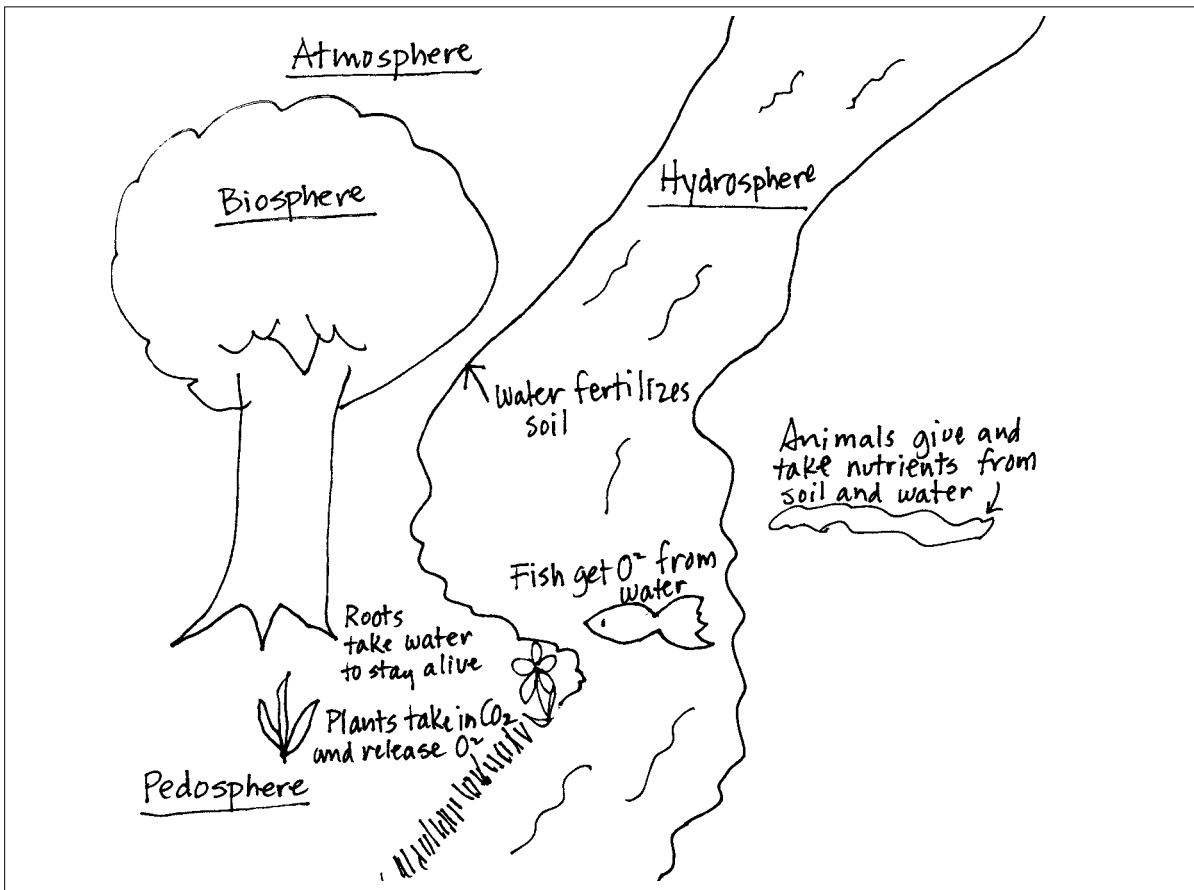 Atmosphere
Biosphere
Hydrosphere
Water fertilizes
soil
Animals give and
take nutrients from
soil and water
Fish get O² from
water
Roots
take water
to stay alive
Plants take in CO₂
and release O²
Pedosphere